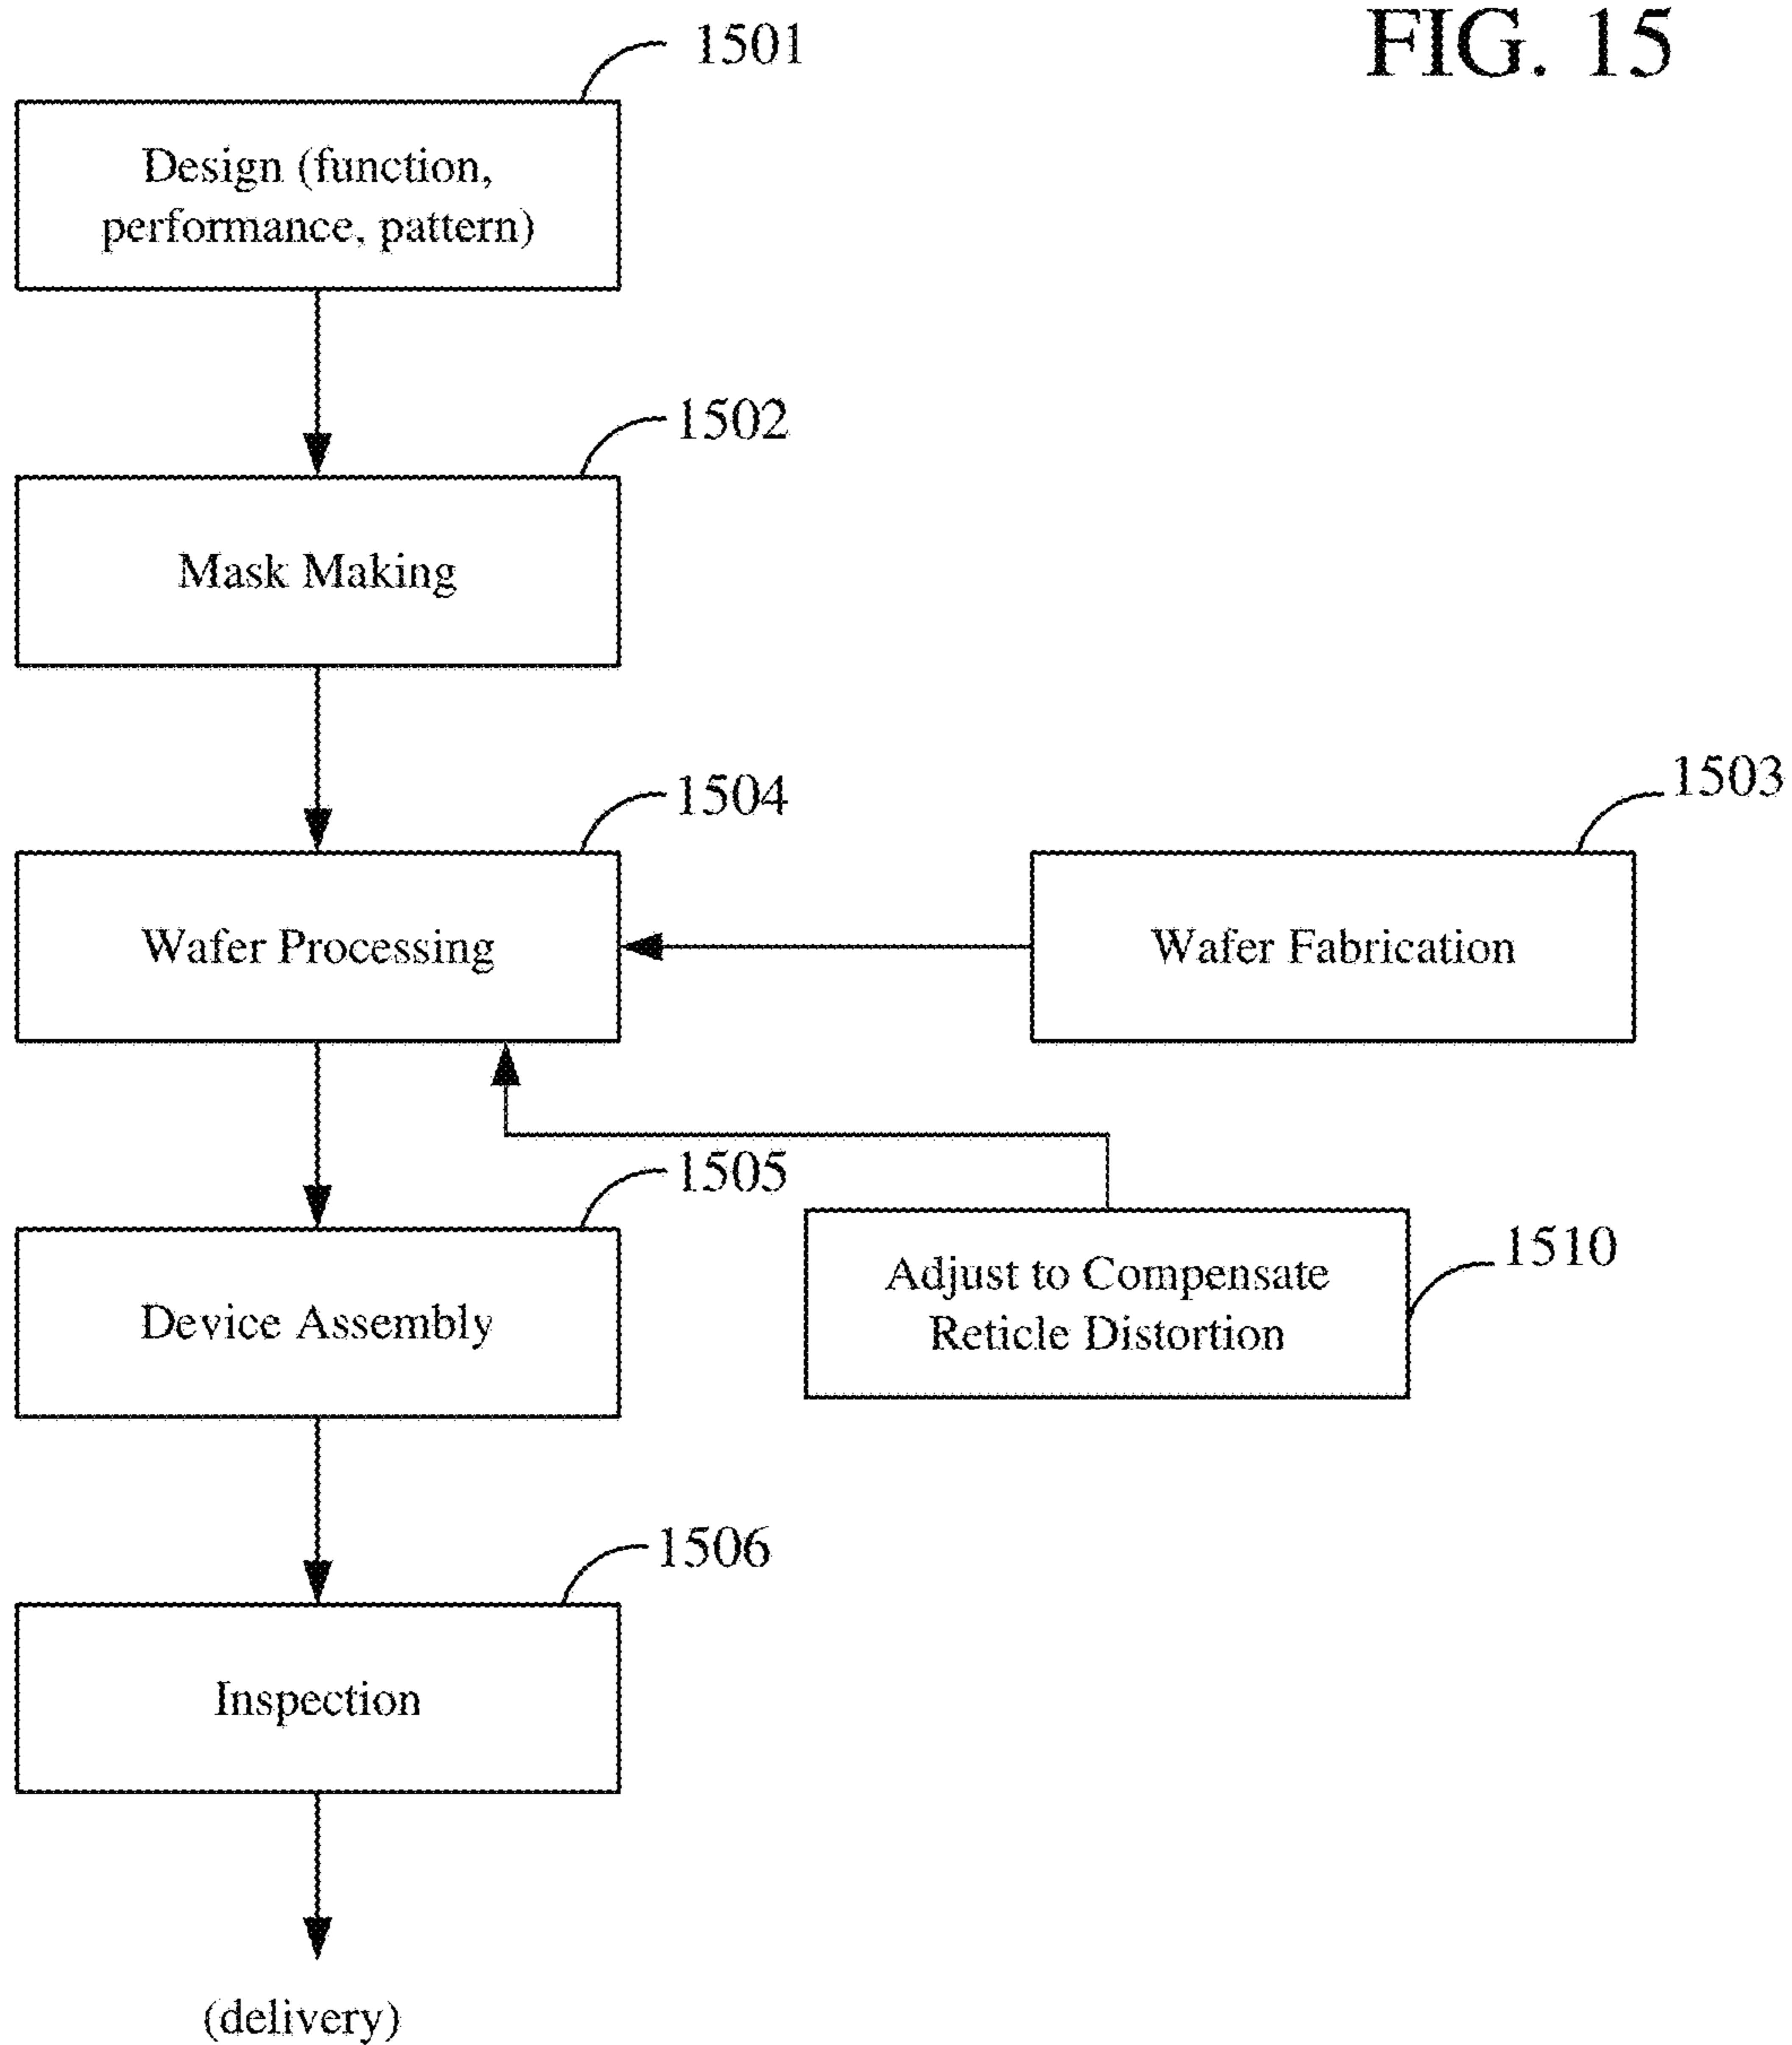 FIG. 15
1501
Design (function,
performance, pattern)
1502
Mask Making
1504
Wafer Processing
1503
Wafer Fabrication
1505
Device Assembly
1510
Adjust to Compensate
Reticle Distortion
1506
Inspection
(delivery)